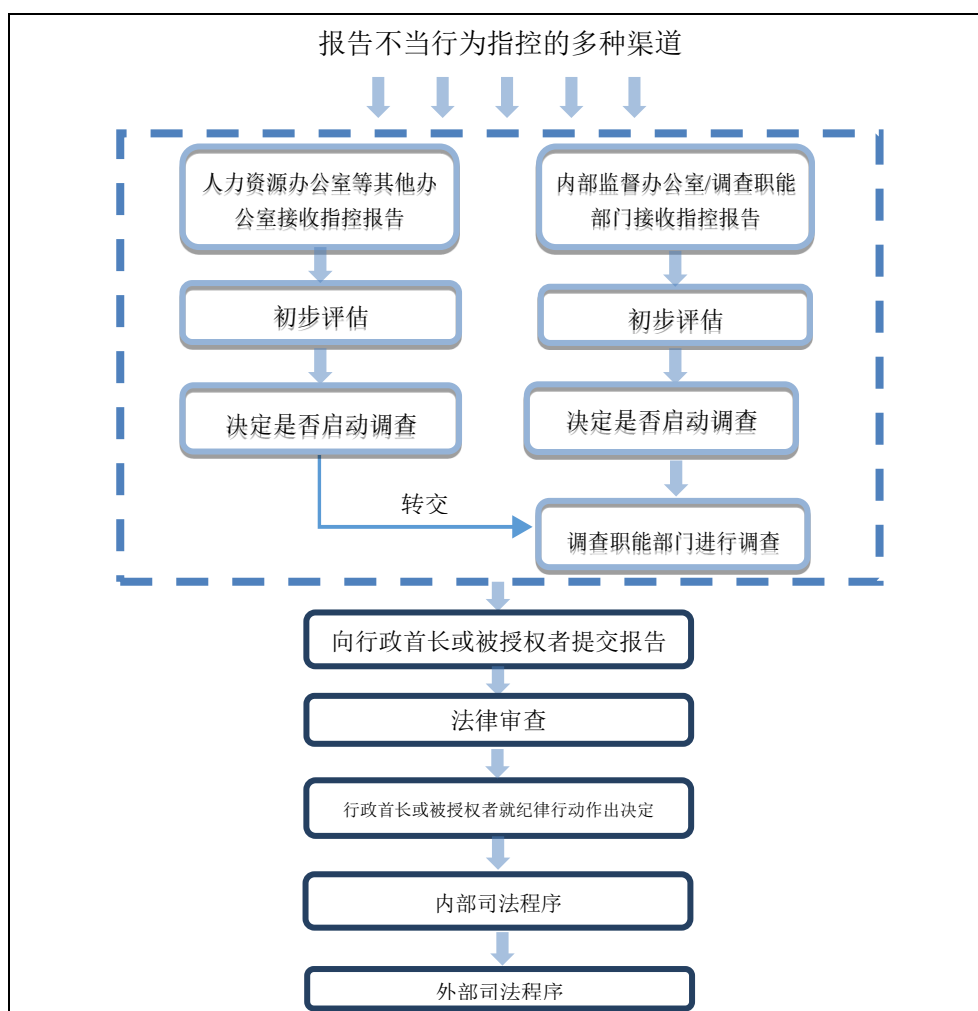 报告不当行为指控的多种渠道
人力资源办公室等其他办
公室接收指控报告
内部监督办公室/调查职能
部门接收指控报告
初步评估
初步评估
决定是否启动调查
决定是否启动调查
转交
调查职能部门进行调查
向行政首长或被授权者提交报告
法律审查
行政首长或被授权者就纪律行动作出决定
内部司法程序
外部司法程序